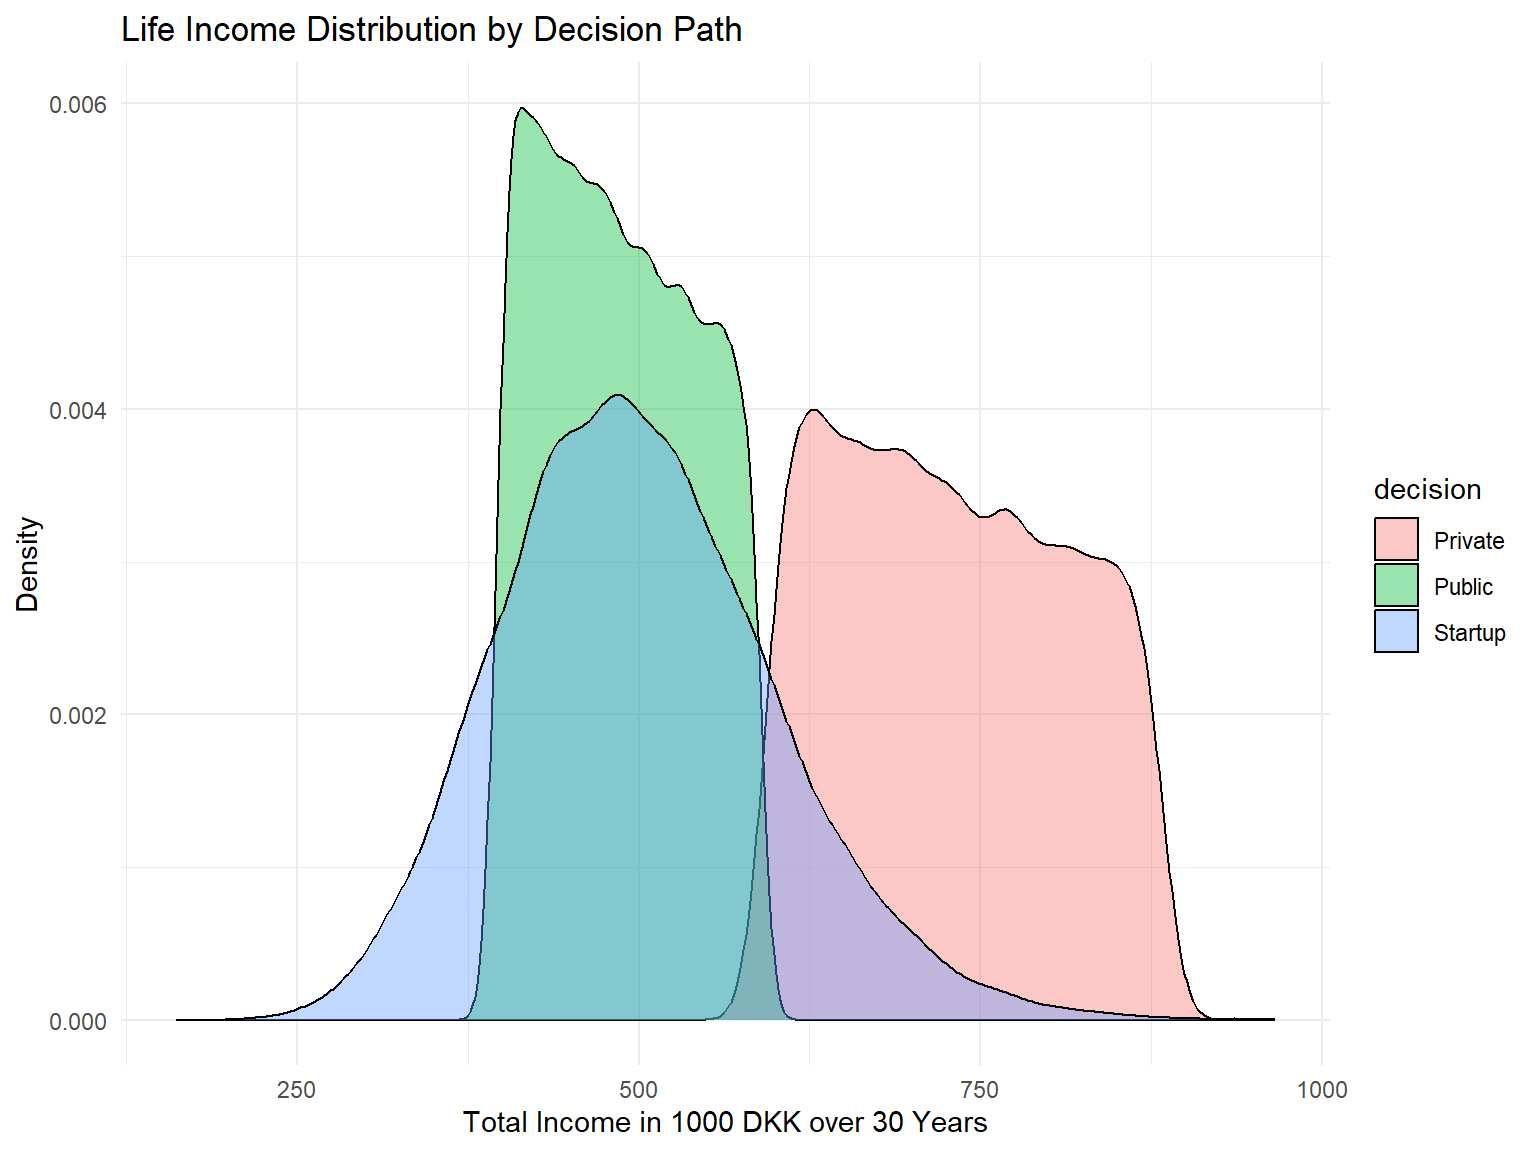 Life Income Distribution by Decision Path
0.006
0.004
0.002
0.000
Density
250 500 750 1000
Total Income in 1000 DKK over 30 Years
decision
Private
Public
Startup